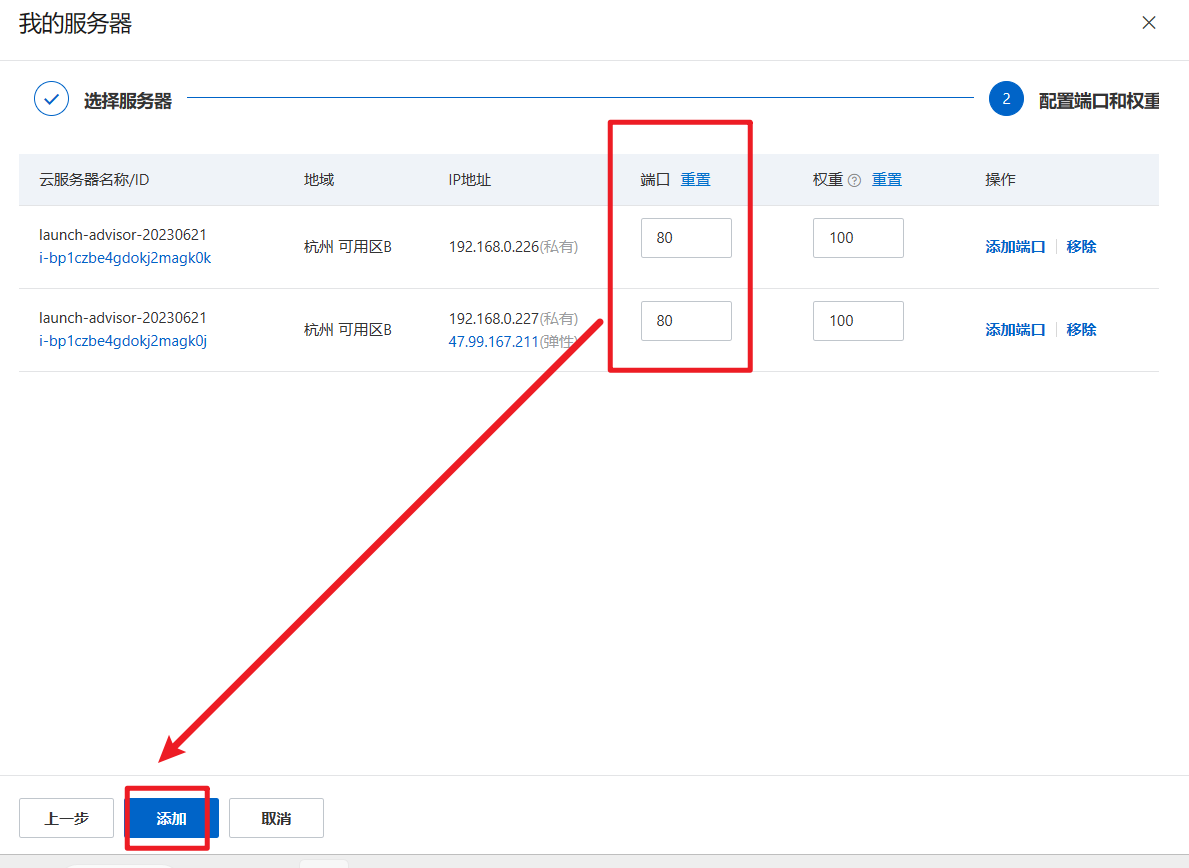 我的服务器
选择服务器
2 配置端口和权重
云服务器名称/ID 地域 IP地址 端口 重置 权重 ? 重置 操作
launch-advisor-20230621
i-bp1czbe4gdokj2magk0k
杭州 可用区B
192.168.0.226(私有)
80
100
添加端口 移除
launch-advisor-20230621
i-bp1czbe4gdokj2magk0j
杭州 可用区B
192.168.0.227(私有)
47.99.167.211(弹性)
80
100
添加端口 移除
上一步 添加 取消